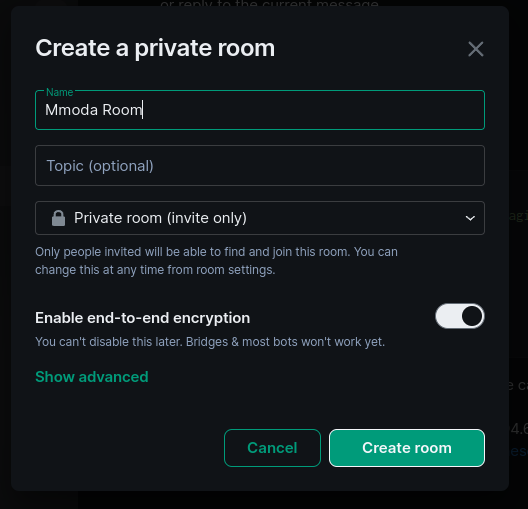 or reply to the current message
Create a private room
Name
Mmoda Room
Topic (optional)
Private room (invite only)
Only people invited will be able to find and join this room. You can
change this at any time from room settings.
Enable end-to-end encryption
You can't disable this later. Bridges & most bots won't work yet.
Show advanced
Cancel
Create room